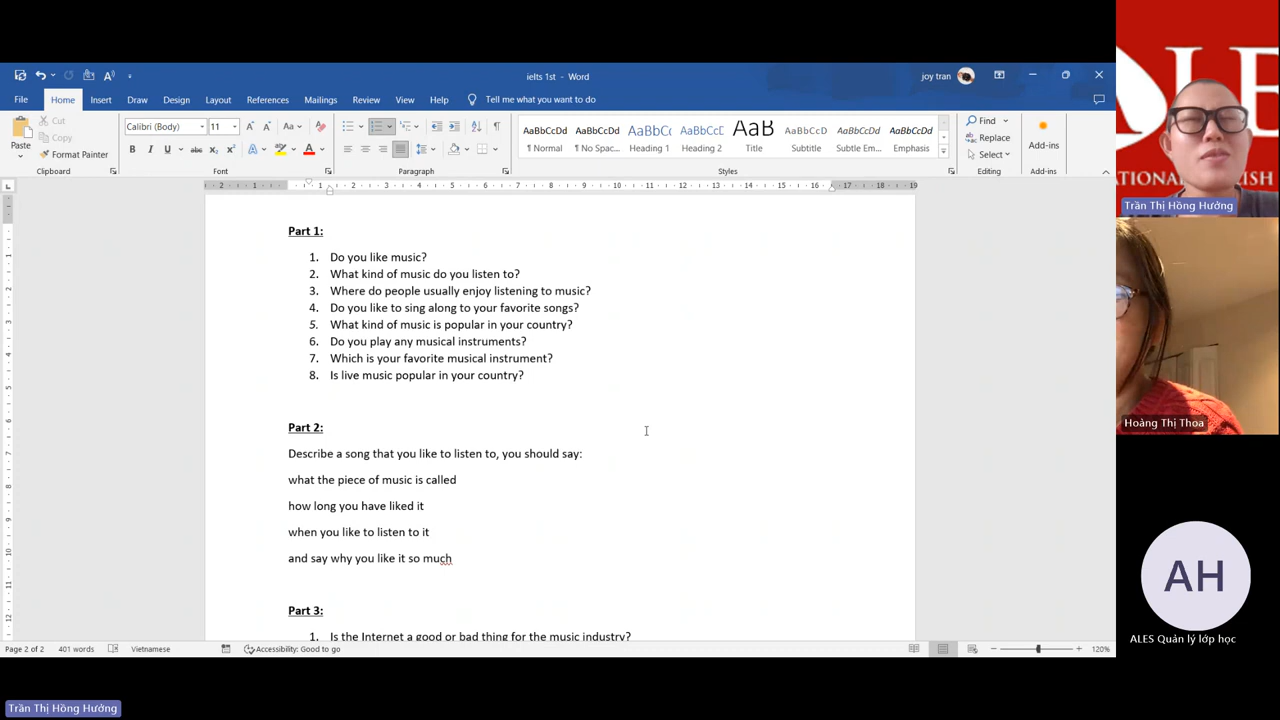 ielts 1st - Word
joy tran
File Home Insert Draw Design Layout References Mailings Review View Help Tell me what you want to do
Paste
Cut
Copy
Format Painter
Clipboard
Calibri (Body) 11
Font
Paragraph
AaBbCcDd AaBbCcDd AaBbC AaBbCcD AaB AaBbCcD AaBbCcDd AaBbCcDd
¶ Normal ¶ No Spac... Heading 1 Heading 2 Title Subtitle Subtle Em... Emphasis
Styles
Find
Replace
Select
Editing
Add-ins
Add-ins
Part 1:
1. Do you like music?
2. What kind of music do you listen to?
3. Where do people usually enjoy listening to music?
4. Do you like to sing along to your favorite songs?
5. What kind of music is popular in your country?
6. Do you play any musical instruments?
7. Which is your favorite musical instrument?
8. Is live music popular in your country?
Part 2:
Describe a song that you like to listen to, you should say:
what the piece of music is called
how long you have liked it
when you like to listen to it
and say why you like it so much
Part 3:
1. Is the Internet a good or bad thing for the music industry?
Page 2 of 2 401 words Vietnamese Accessibility: Good to go 120%
Trần Thị Hồng Hưởng
Hoàng Thị Thoa
AH
ALES Quản lý lớp học
Trần Thị Hồng Hưởng